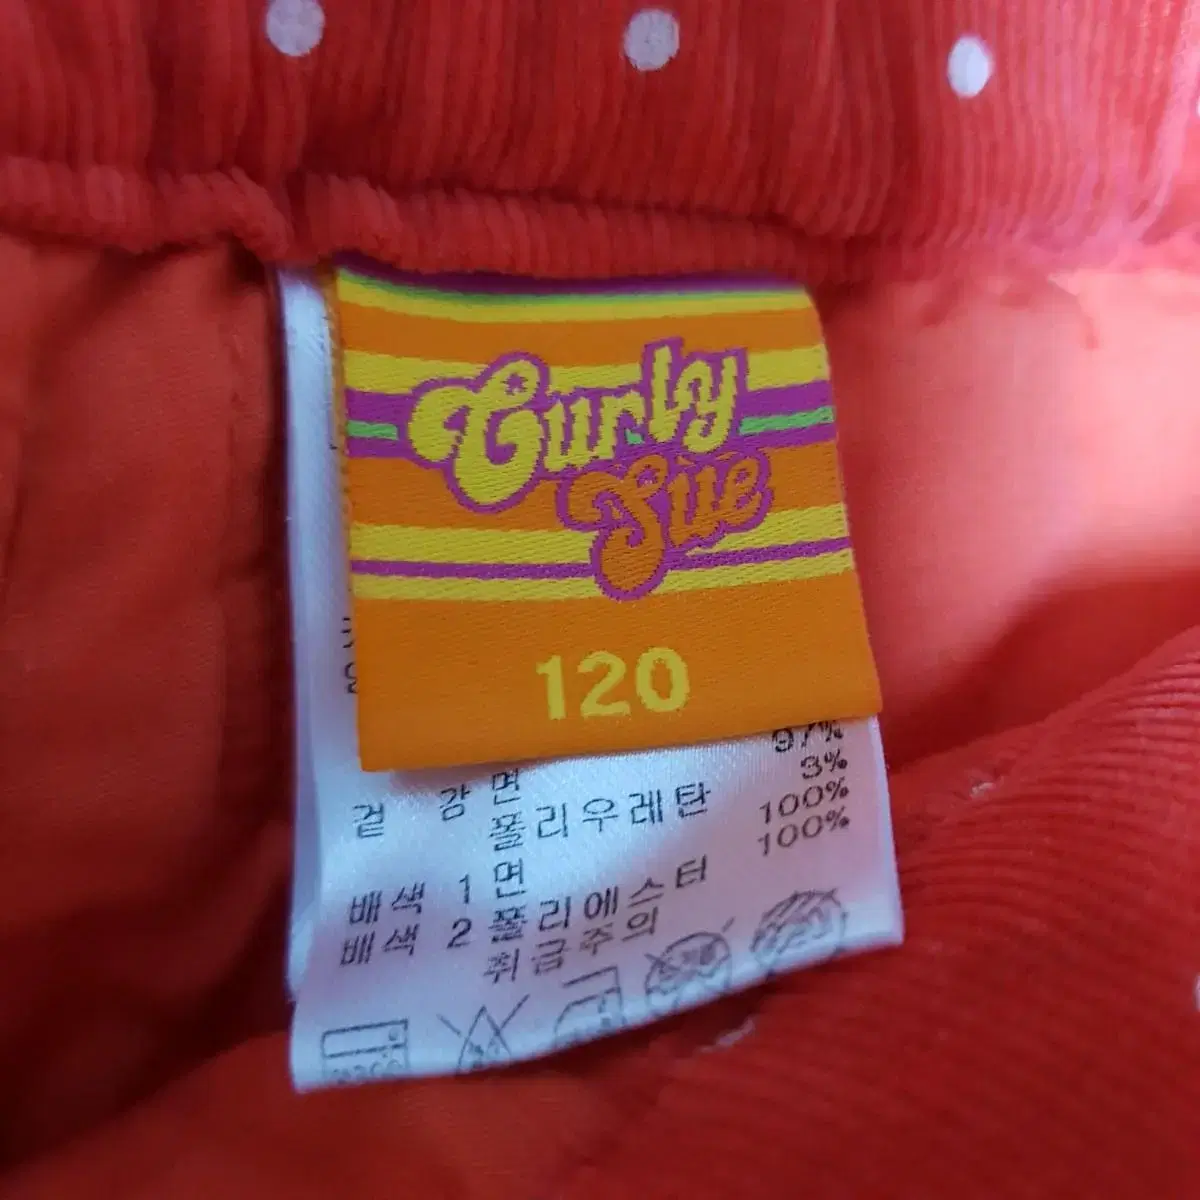 Curly
Sue
120
겉 감 면 97%
폴리우레탄 3%
배색 1 면 100%
배색 2 폴리에스터 100%
취급주의